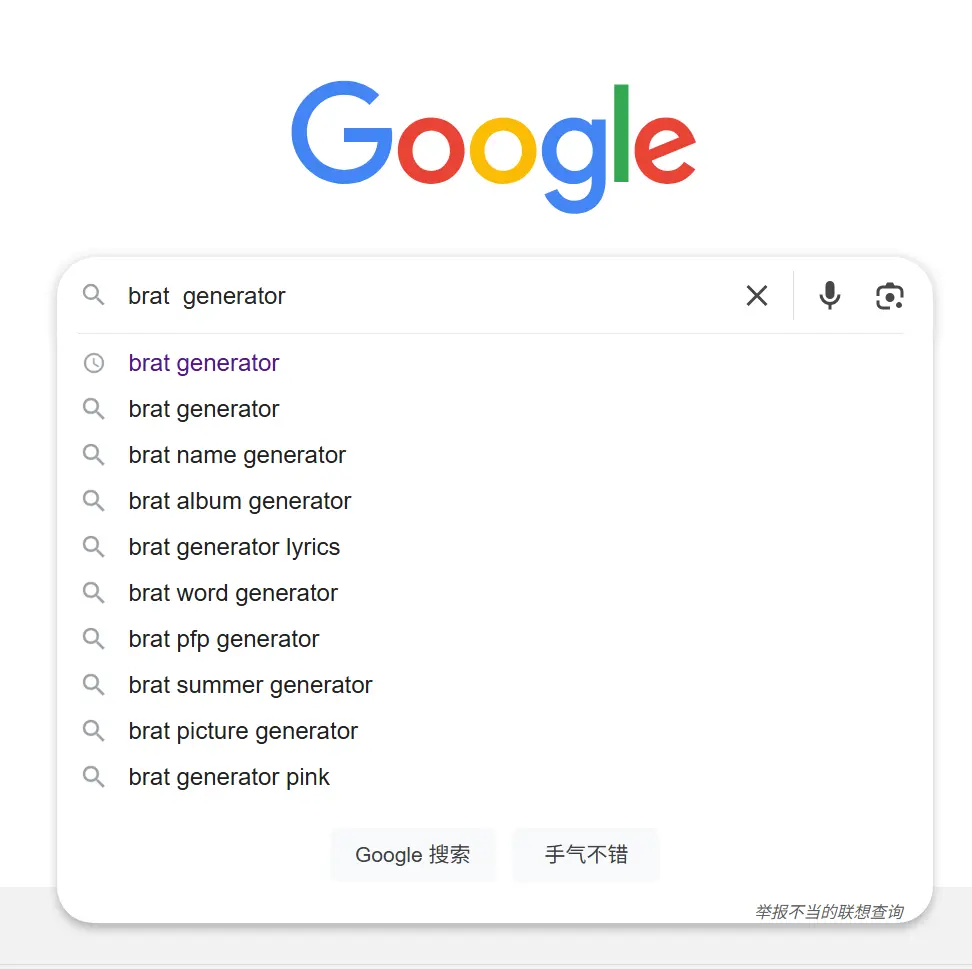 Google
brat  generator
brat generator
brat generator
brat name generator
brat album generator
brat generator lyrics
brat word generator
brat pfp generator
brat summer generator
brat picture generator
brat generator pink
Google 搜索
手气不错
举报不当的联想查询